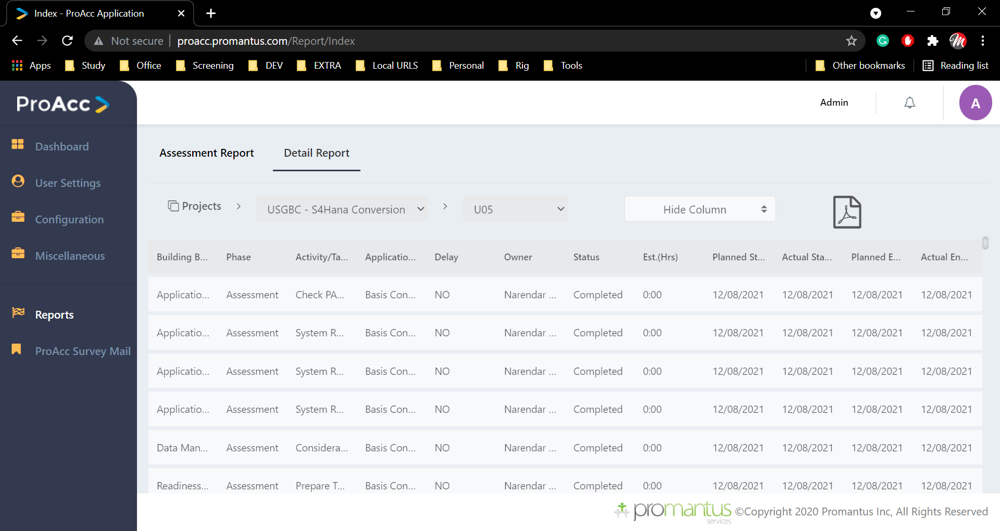 Index - ProAcc Application
Not secure proacc.promantus.com/Report/Index
Apps Study Office Screening DEV EXTRA Local URLS Personal Rig Tools Other bookmarks Reading list
ProAcc
Admin
A
Dashboard
User Settings
Configuration
Miscellaneous
Reports
ProAcc Survey Mail
Assessment Report Detail Report
Projects > USGBC - S4Hana Conversion > U05 Hide Column
Building B... Phase Activity/Ta... Applicatio... Delay Owner Status Est.(Hrs) Planned St... Actual Sta... Planned E... Actual En...
Applicatio... Assessment Check PA... Basis Con... NO Narendar ... Completed 0:00 12/08/2021 12/08/2021 12/08/2021 12/08/2021
Applicatio... Assessment System R... Basis Con... NO Narendar ... Completed 0:00 12/08/2021 12/08/2021 12/08/2021 12/08/2021
Applicatio... Assessment System R... Basis Con... NO Narendar ... Completed 0:00 12/08/2021 12/08/2021 12/08/2021 12/08/2021
Applicatio... Assessment System R... Basis Con... NO Narendar ... Completed 0:00 12/08/2021 12/08/2021 12/08/2021 12/08/2021
Data Man... Assessment Considera... Basis Con... NO Narendar ... Completed 0:00 12/08/2021 12/08/2021 12/08/2021 12/08/2021
Readiness... Assessment Prepare T... Basis Con... NO Narendar ... Completed 0:00 12/08/2021 12/08/2021 12/08/2021 12/08/2021
promantus services ©Copyright 2020 Promantus Inc, All Rights Reserved